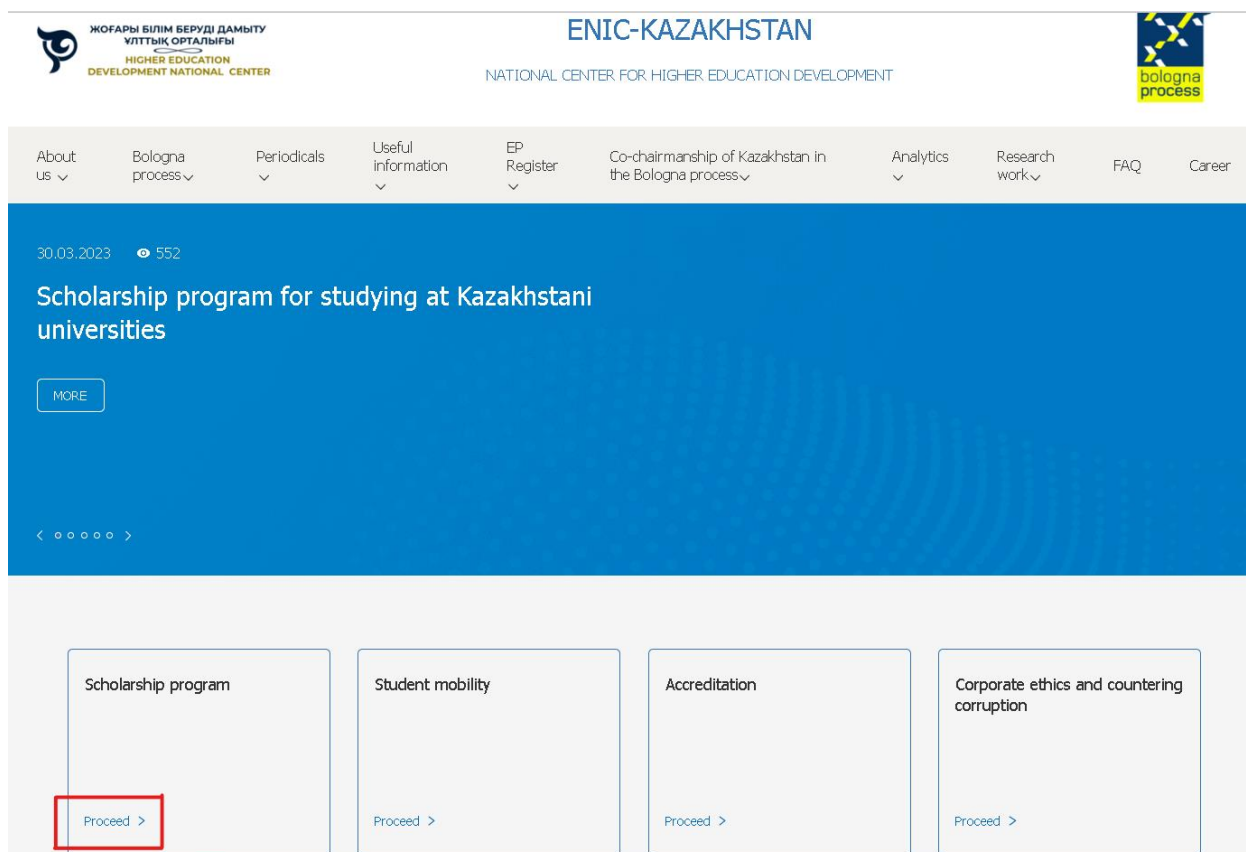 ЖОҒАРЫ БІЛІМ БЕРУДІ ДАМЫТУ
ҰЛТТЫҚ ОРТАЛЫҒЫ
HIGHER EDUCATION
DEVELOPMENT NATIONAL CENTER
ENIC-KAZAKHSTAN
NATIONAL CENTER FOR HIGHER EDUCATION DEVELOPMENT
bologna
process
About
us
Bologna
process
Periodicals
Useful
information
EP
Register
Co-chairmanship of Kazakhstan in
the Bologna process
Analytics
Research
work
FAQ
Career
30.03.2023 552
Scholarship program for studying at Kazakhstani
universities
MORE
Scholarship program
Proceed >
Student mobility
Proceed >
Accreditation
Proceed >
Corporate ethics and countering
corruption
Proceed >